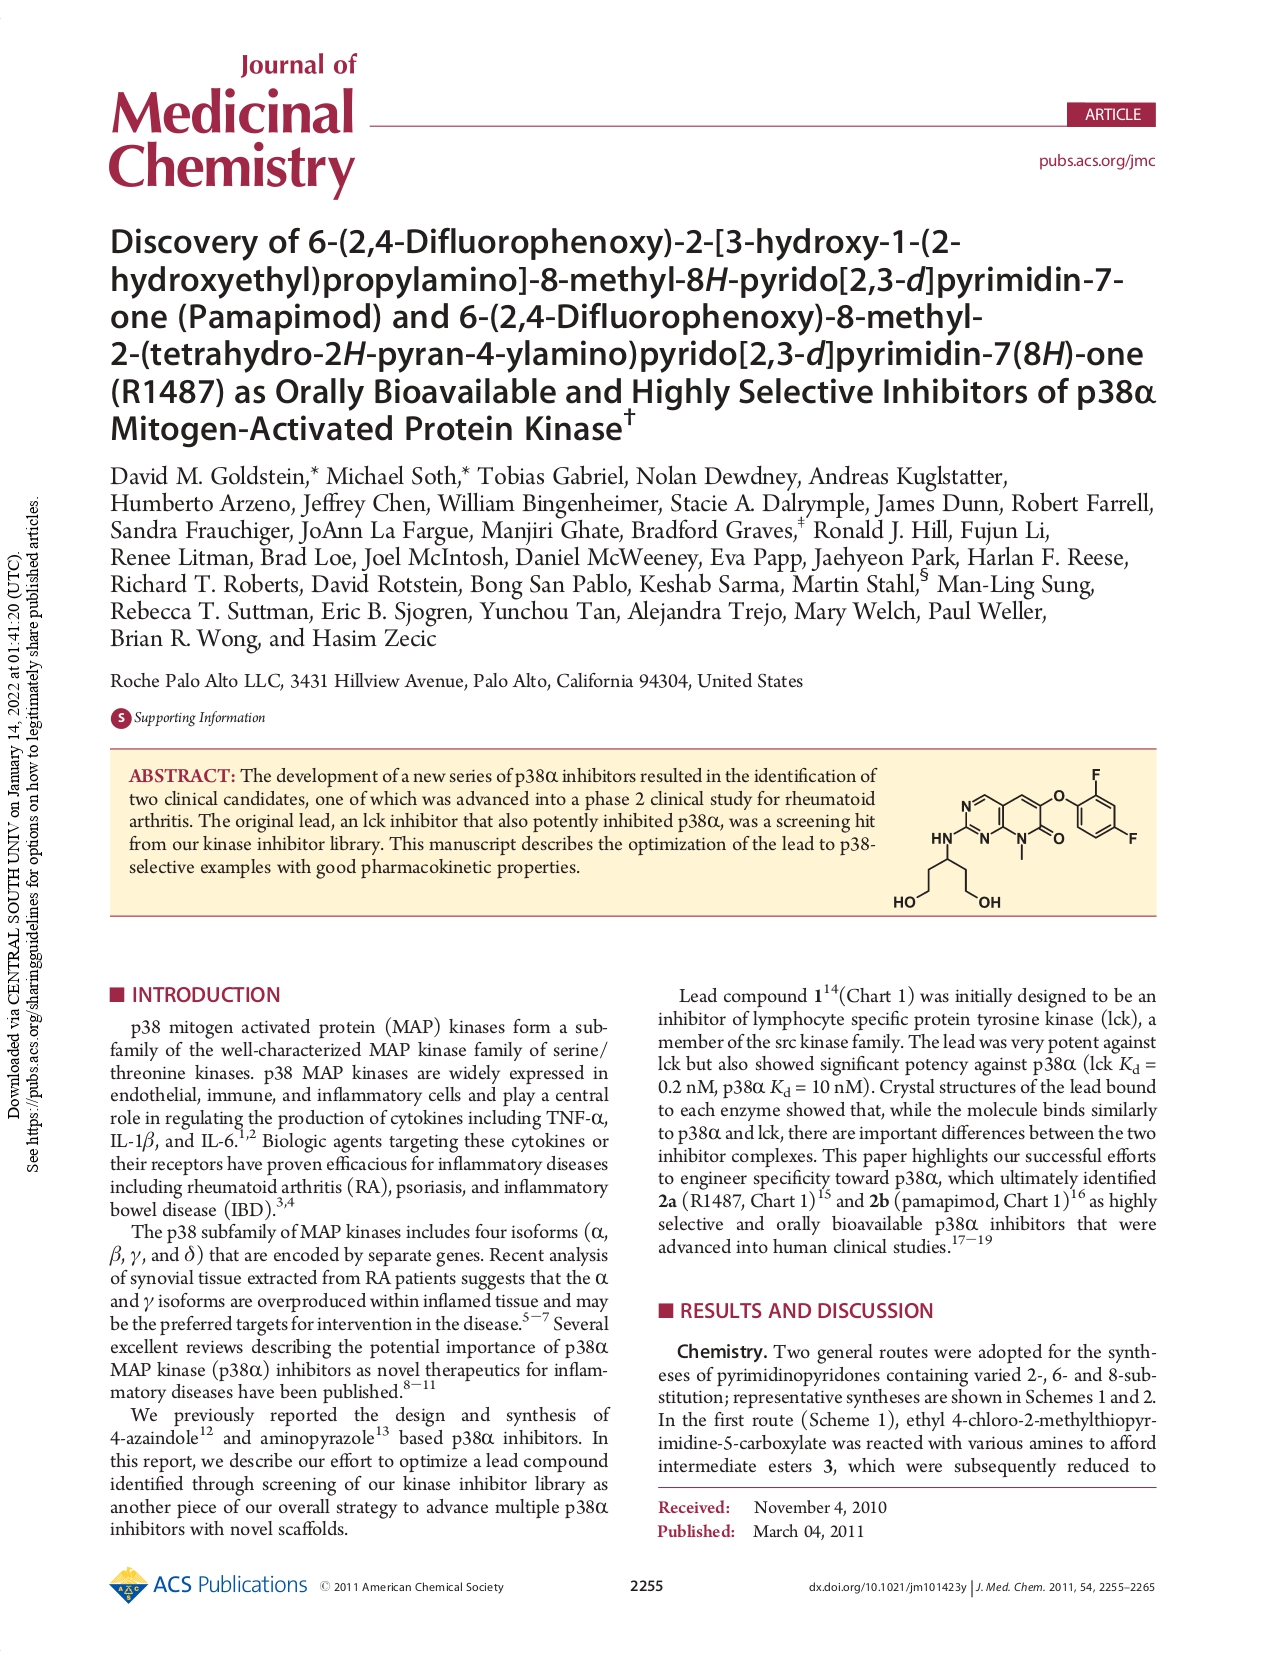 Journal of
Medicinal
Chemistry
ARTICLE
pubs.acs.org/jmc
Discovery of 6-(2,4-Difluorophenoxy)-2-[3-hydroxy-1-(2-
hydroxyethyl)propylamino]-8-methyl-8H-pyrido[2,3-d]pyrimidin-7-
one (Pamapimod) and 6-(2,4-Difluorophenoxy)-8-methyl-
2-(tetrahydro-2H-pyran-4-ylamino)pyrido[2,3-d]pyrimidin-7(8H)-one
(R1487) as Orally Bioavailable and Highly Selective Inhibitors of p38α
Mitogen-Activated Protein Kinase†
David M. Goldstein,* Michael Soth,* Tobias Gabriel, Nolan Dewdney, Andreas Kuglstatter,
Humberto Arzeno, Jeffrey Chen, William Bingenheimer, Stacie A. Dalrymple, James Dunn, Robert Farrell,
Sandra Frauchiger, JoAnn La Fargue, Manjiri Ghate, Bradford Graves,‡ Ronald J. Hill, Fujun Li,
Renee Litman, Brad Loe, Joel McIntosh, Daniel McWeeney, Eva Papp, Jaehyeon Park, Harlan F. Reese,
Richard T. Roberts, David Rotstein, Bong San Pablo, Keshab Sarma, Martin Stahl,§ Man-Ling Sung,
Rebecca T. Suttman, Eric B. Sjogren, Yunchou Tan, Alejandra Trejo, Mary Welch, Paul Weller,
Brian R. Wong, and Hasim Zecic
Roche Palo Alto LLC, 3431 Hillview Avenue, Palo Alto, California 94304, United States
S Supporting Information
ABSTRACT: The development of a new series of p38α inhibitors resulted in the identification of
two clinical candidates, one of which was advanced into a phase 2 clinical study for rheumatoid
arthritis. The original lead, an lck inhibitor that also potently inhibited p38α, was a screening hit
from our kinase inhibitor library. This manuscript describes the optimization of the lead to p38-
selective examples with good pharmacokinetic properties.
F
N O
HN N N O F
HO OH
■ INTRODUCTION
p38 mitogen activated protein (MAP) kinases form a sub-
family of the well-characterized MAP kinase family of serine/
threonine kinases. p38 MAP kinases are widely expressed in
endothelial, immune, and inflammatory cells and play a central
role in regulating the production of cytokines including TNF-α,
IL-1β, and IL-6.1,2 Biologic agents targeting these cytokines or
their receptors have proven efficacious for inflammatory diseases
including rheumatoid arthritis (RA), psoriasis, and inflammatory
bowel disease (IBD).3,4
The p38 subfamily of MAP kinases includes four isoforms (α,
β, γ, and δ) that are encoded by separate genes. Recent analysis
of synovial tissue extracted from RA patients suggests that the α
and γ isoforms are overproduced within inflamed tissue and may
be the preferred targets for intervention in the disease.5−7 Several
excellent reviews describing the potential importance of p38α
MAP kinase (p38α) inhibitors as novel therapeutics for inflam-
matory diseases have been published.8−11
We previously reported the design and synthesis of
4-azaindole12 and aminopyrazole13 based p38α inhibitors. In
this report, we describe our effort to optimize a lead compound
identified through screening of our kinase inhibitor library as
another piece of our overall strategy to advance multiple p38α
inhibitors with novel scaffolds.
Lead compound 114(Chart 1) was initially designed to be an
inhibitor of lymphocyte specific protein tyrosine kinase (lck), a
member of the src kinase family. The lead was very potent against
lck but also showed significant potency against p38α (lck Kd =
0.2 nM, p38α Kd = 10 nM). Crystal structures of the lead bound
to each enzyme showed that, while the molecule binds similarly
to p38α and lck, there are important differences between the two
inhibitor complexes. This paper highlights our successful efforts
to engineer specificity toward p38α, which ultimately identified
2a (R1487, Chart 1)15 and 2b (pamapimod, Chart 1)16 as highly
selective and orally bioavailable p38α inhibitors that were
advanced into human clinical studies.17−19
■ RESULTS AND DISCUSSION
Chemistry. Two general routes were adopted for the synth-
eses of pyrimidinopyridones containing varied 2-, 6- and 8-sub-
stitution; representative syntheses are shown in Schemes 1 and 2.
In the first route (Scheme 1), ethyl 4-chloro-2-methylthiopyr-
imidine-5-carboxylate was reacted with various amines to afford
intermediate esters 3, which were subsequently reduced to
Received: November 4, 2010
Published: March 04, 2011
ACS Publications © 2011 American Chemical Society
2255
dx.doi.org/10.1021/jm101423y | J. Med. Chem. 2011, 54, 2255–2265
Downloaded via CENTRAL SOUTH UNIV on January 14, 2022 at 01:41:20 (UTC).
See https://pubs.acs.org/sharingguidelines for options on how to legitimately share published articles.